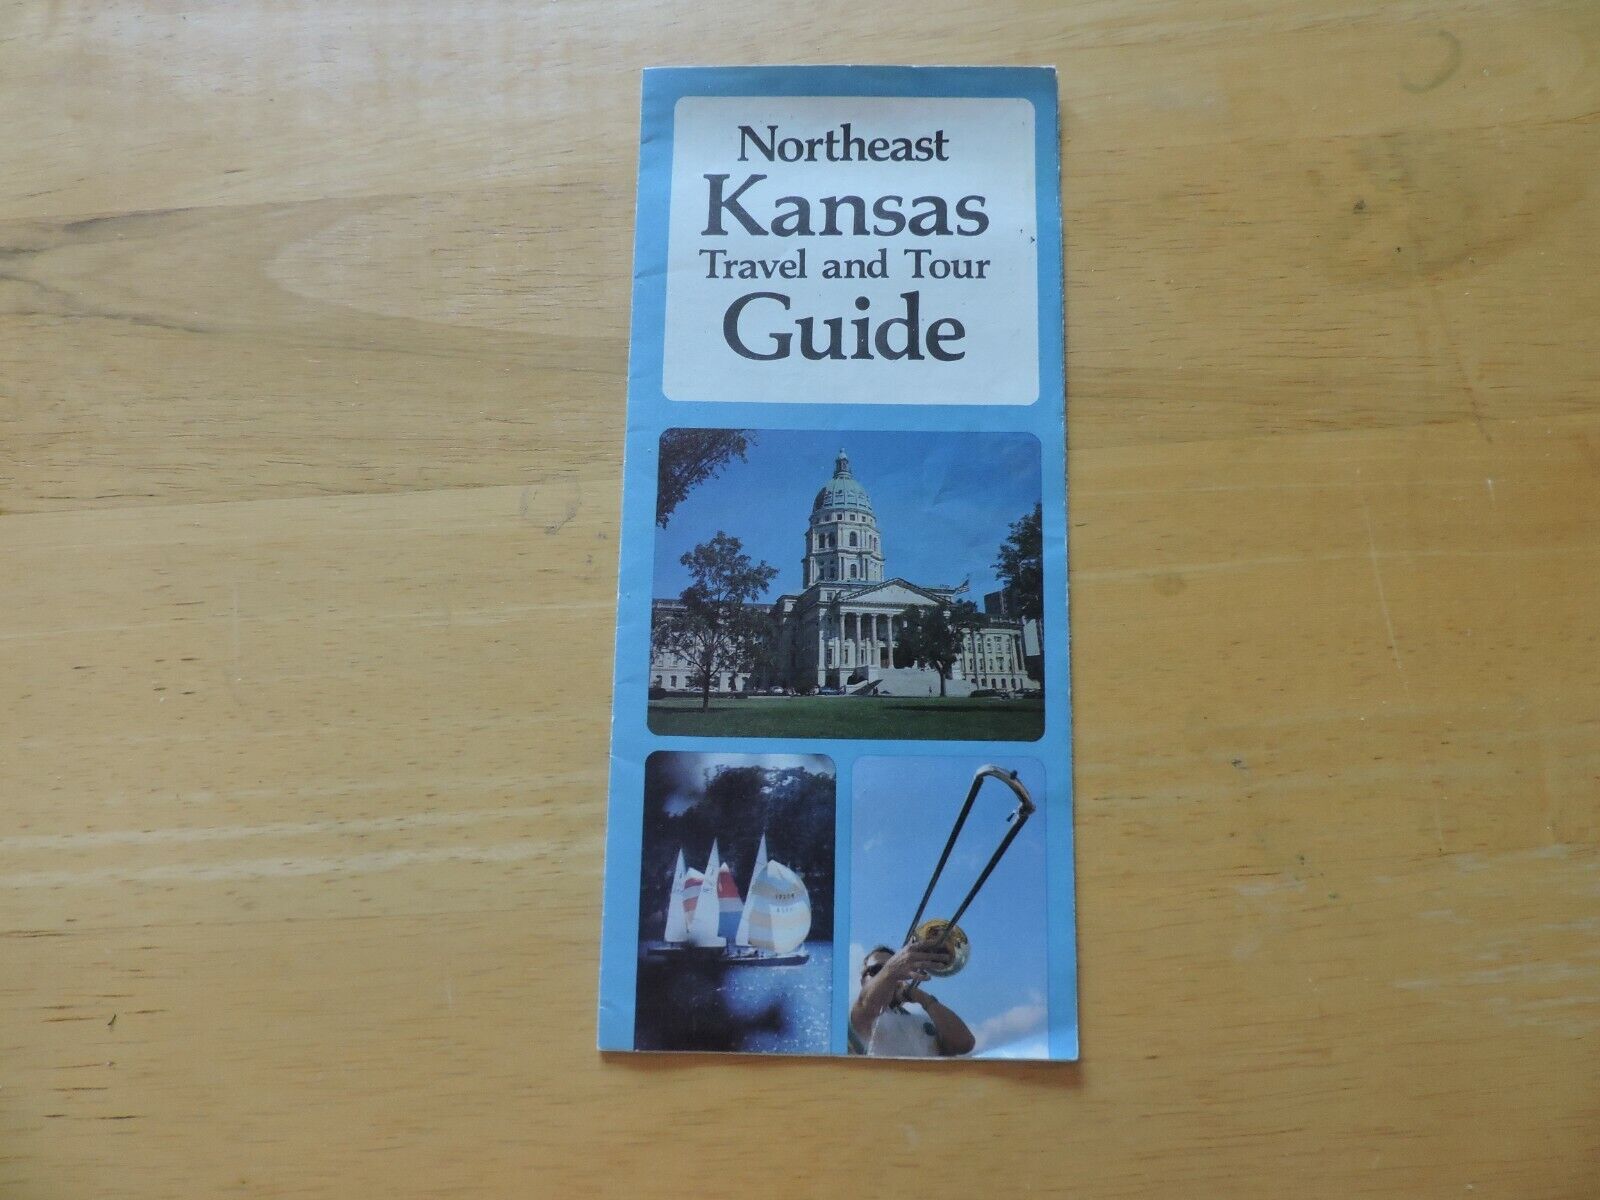 Northeast
Kansas
Travel and Tour
Guide